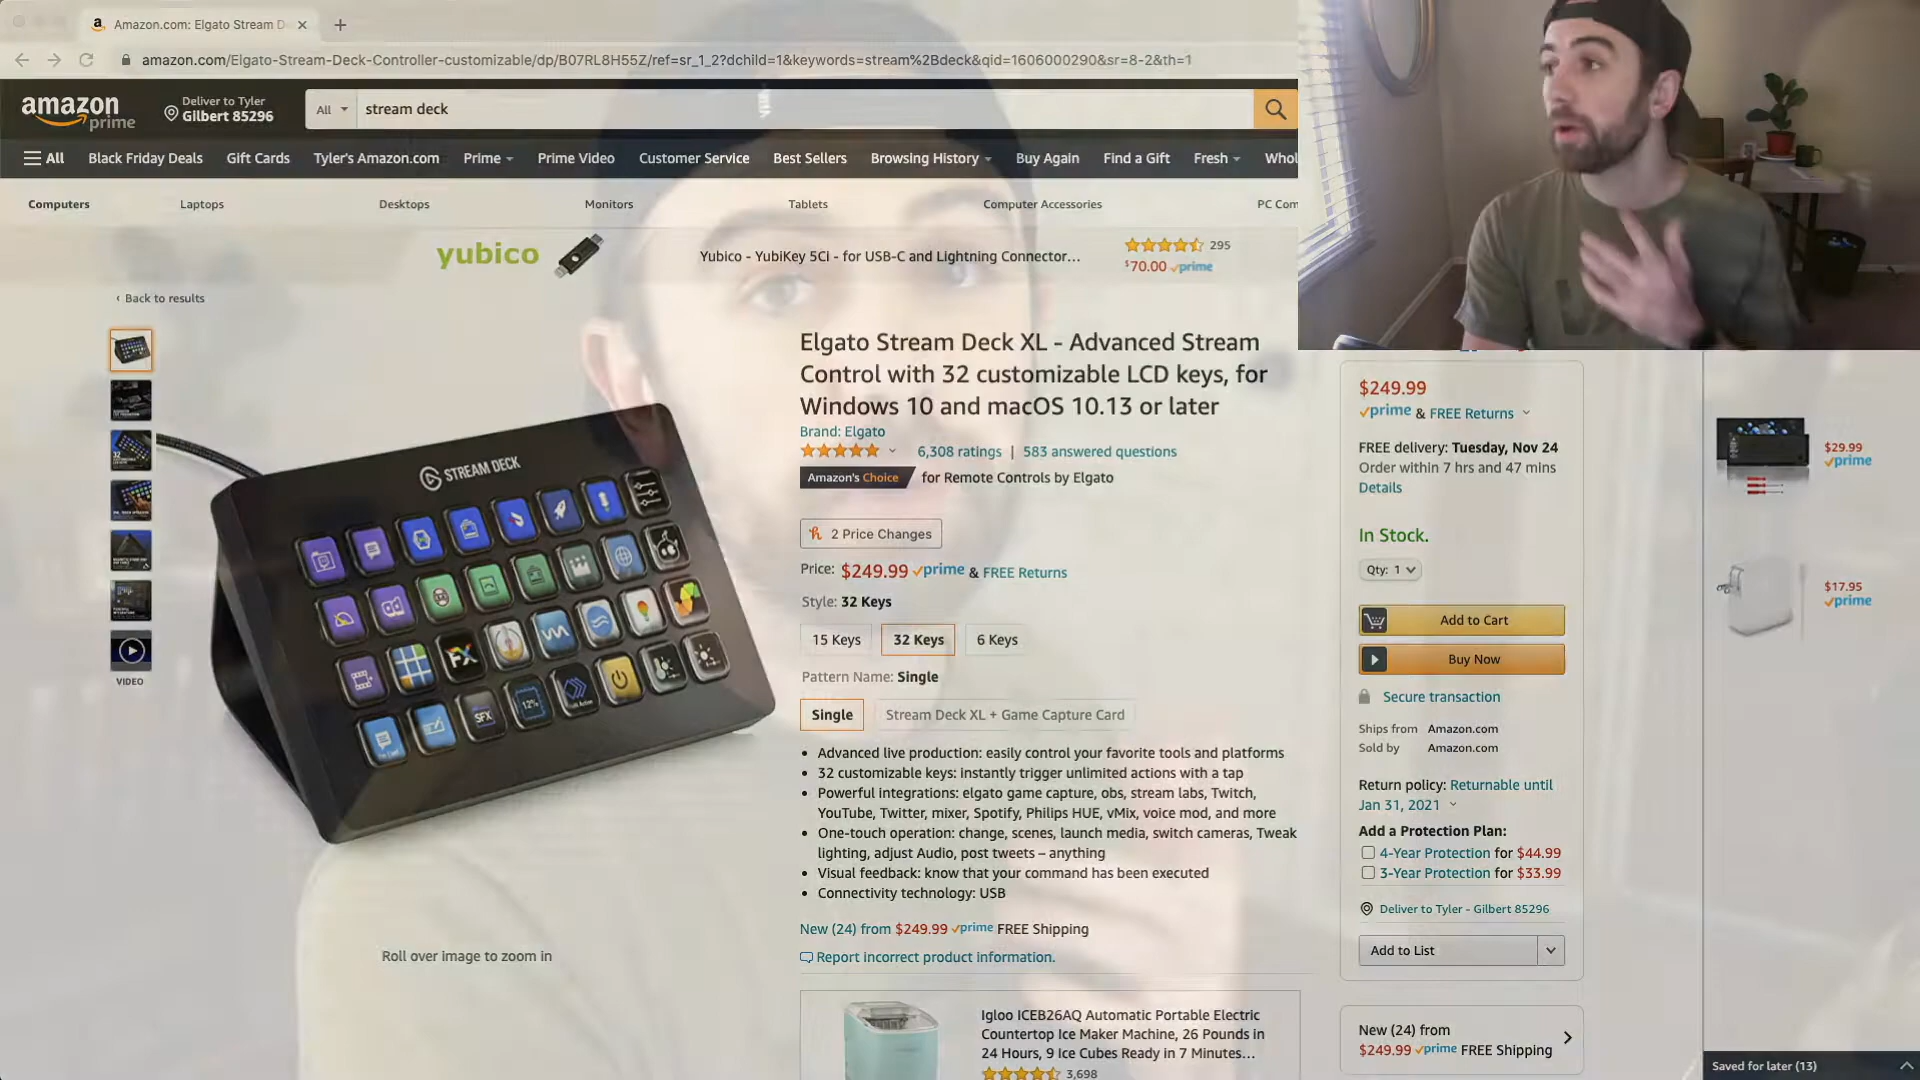 Amazon.com: Elgato Stream D
amazon.com/Elgato-Stream-Deck-Controller-customizable/dp/B07RL8H55Z/ref=sr_1_2?dchild=1&keywords=stream%2Bdeck&qid=1606000290&sr=8-2&th=1
amazon prime
Deliver to Tyler
Gilbert 85296
All
stream deck
All
Black Friday Deals
Gift Cards
Tyler's Amazon.com
Prime
Prime Video
Customer Service
Best Sellers
Browsing History
Buy Again
Find a Gift
Fresh
Whol
Computers
Laptops
Desktops
Monitors
Tablets
Computer Accessories
PC Com
yubico
Yubico - YubiKey 5Ci - for USB-C and Lightning Connector...
295
$70.00 prime
‹ Back to results
VIDEO
STREAM DECK
FX
SFX
12%
Roll over image to zoom in
Elgato Stream Deck XL - Advanced Stream
Control with 32 customizable LCD keys, for
Windows 10 and macOS 10.13 or later
Brand: Elgato
6,308 ratings | 583 answered questions
Amazon's Choice for Remote Controls by Elgato
2 Price Changes
Price: $249.99 prime & FREE Returns
Style: 32 Keys
15 Keys
32 Keys
6 Keys
Pattern Name: Single
Single
Stream Deck XL + Game Capture Card
• Advanced live production: easily control your favorite tools and platforms
• 32 customizable keys: instantly trigger unlimited actions with a tap
• Powerful integrations: elgato game capture, obs, stream labs, Twitch,
YouTube, Twitter, mixer, Spotify, Philips HUE, vMix, voice mod, and more
• One-touch operation: change, scenes, launch media, switch cameras, Tweak
lighting, adjust Audio, post tweets – anything
• Visual feedback: know that your command has been executed
• Connectivity technology: USB
New (24) from $249.99 prime FREE Shipping
Report incorrect product information.
Igloo ICEB26AQ Automatic Portable Electric
Countertop Ice Maker Machine, 26 Pounds in
24 Hours, 9 Ice Cubes Ready in 7 Minutes...
3,698
$249.99
prime & FREE Returns
FREE delivery: Tuesday, Nov 24
Order within 7 hrs and 47 mins
Details
In Stock.
Qty: 1
Add to Cart
Buy Now
Secure transaction
Ships from Amazon.com
Sold by Amazon.com
Return policy: Returnable until
Jan 31, 2021
Add a Protection Plan:
4-Year Protection for $44.99
3-Year Protection for $33.99
Deliver to Tyler - Gilbert 85296
Add to List
New (24) from
$249.99 prime FREE Shipping
$29.99
prime
$17.95
prime
Saved for later (13)